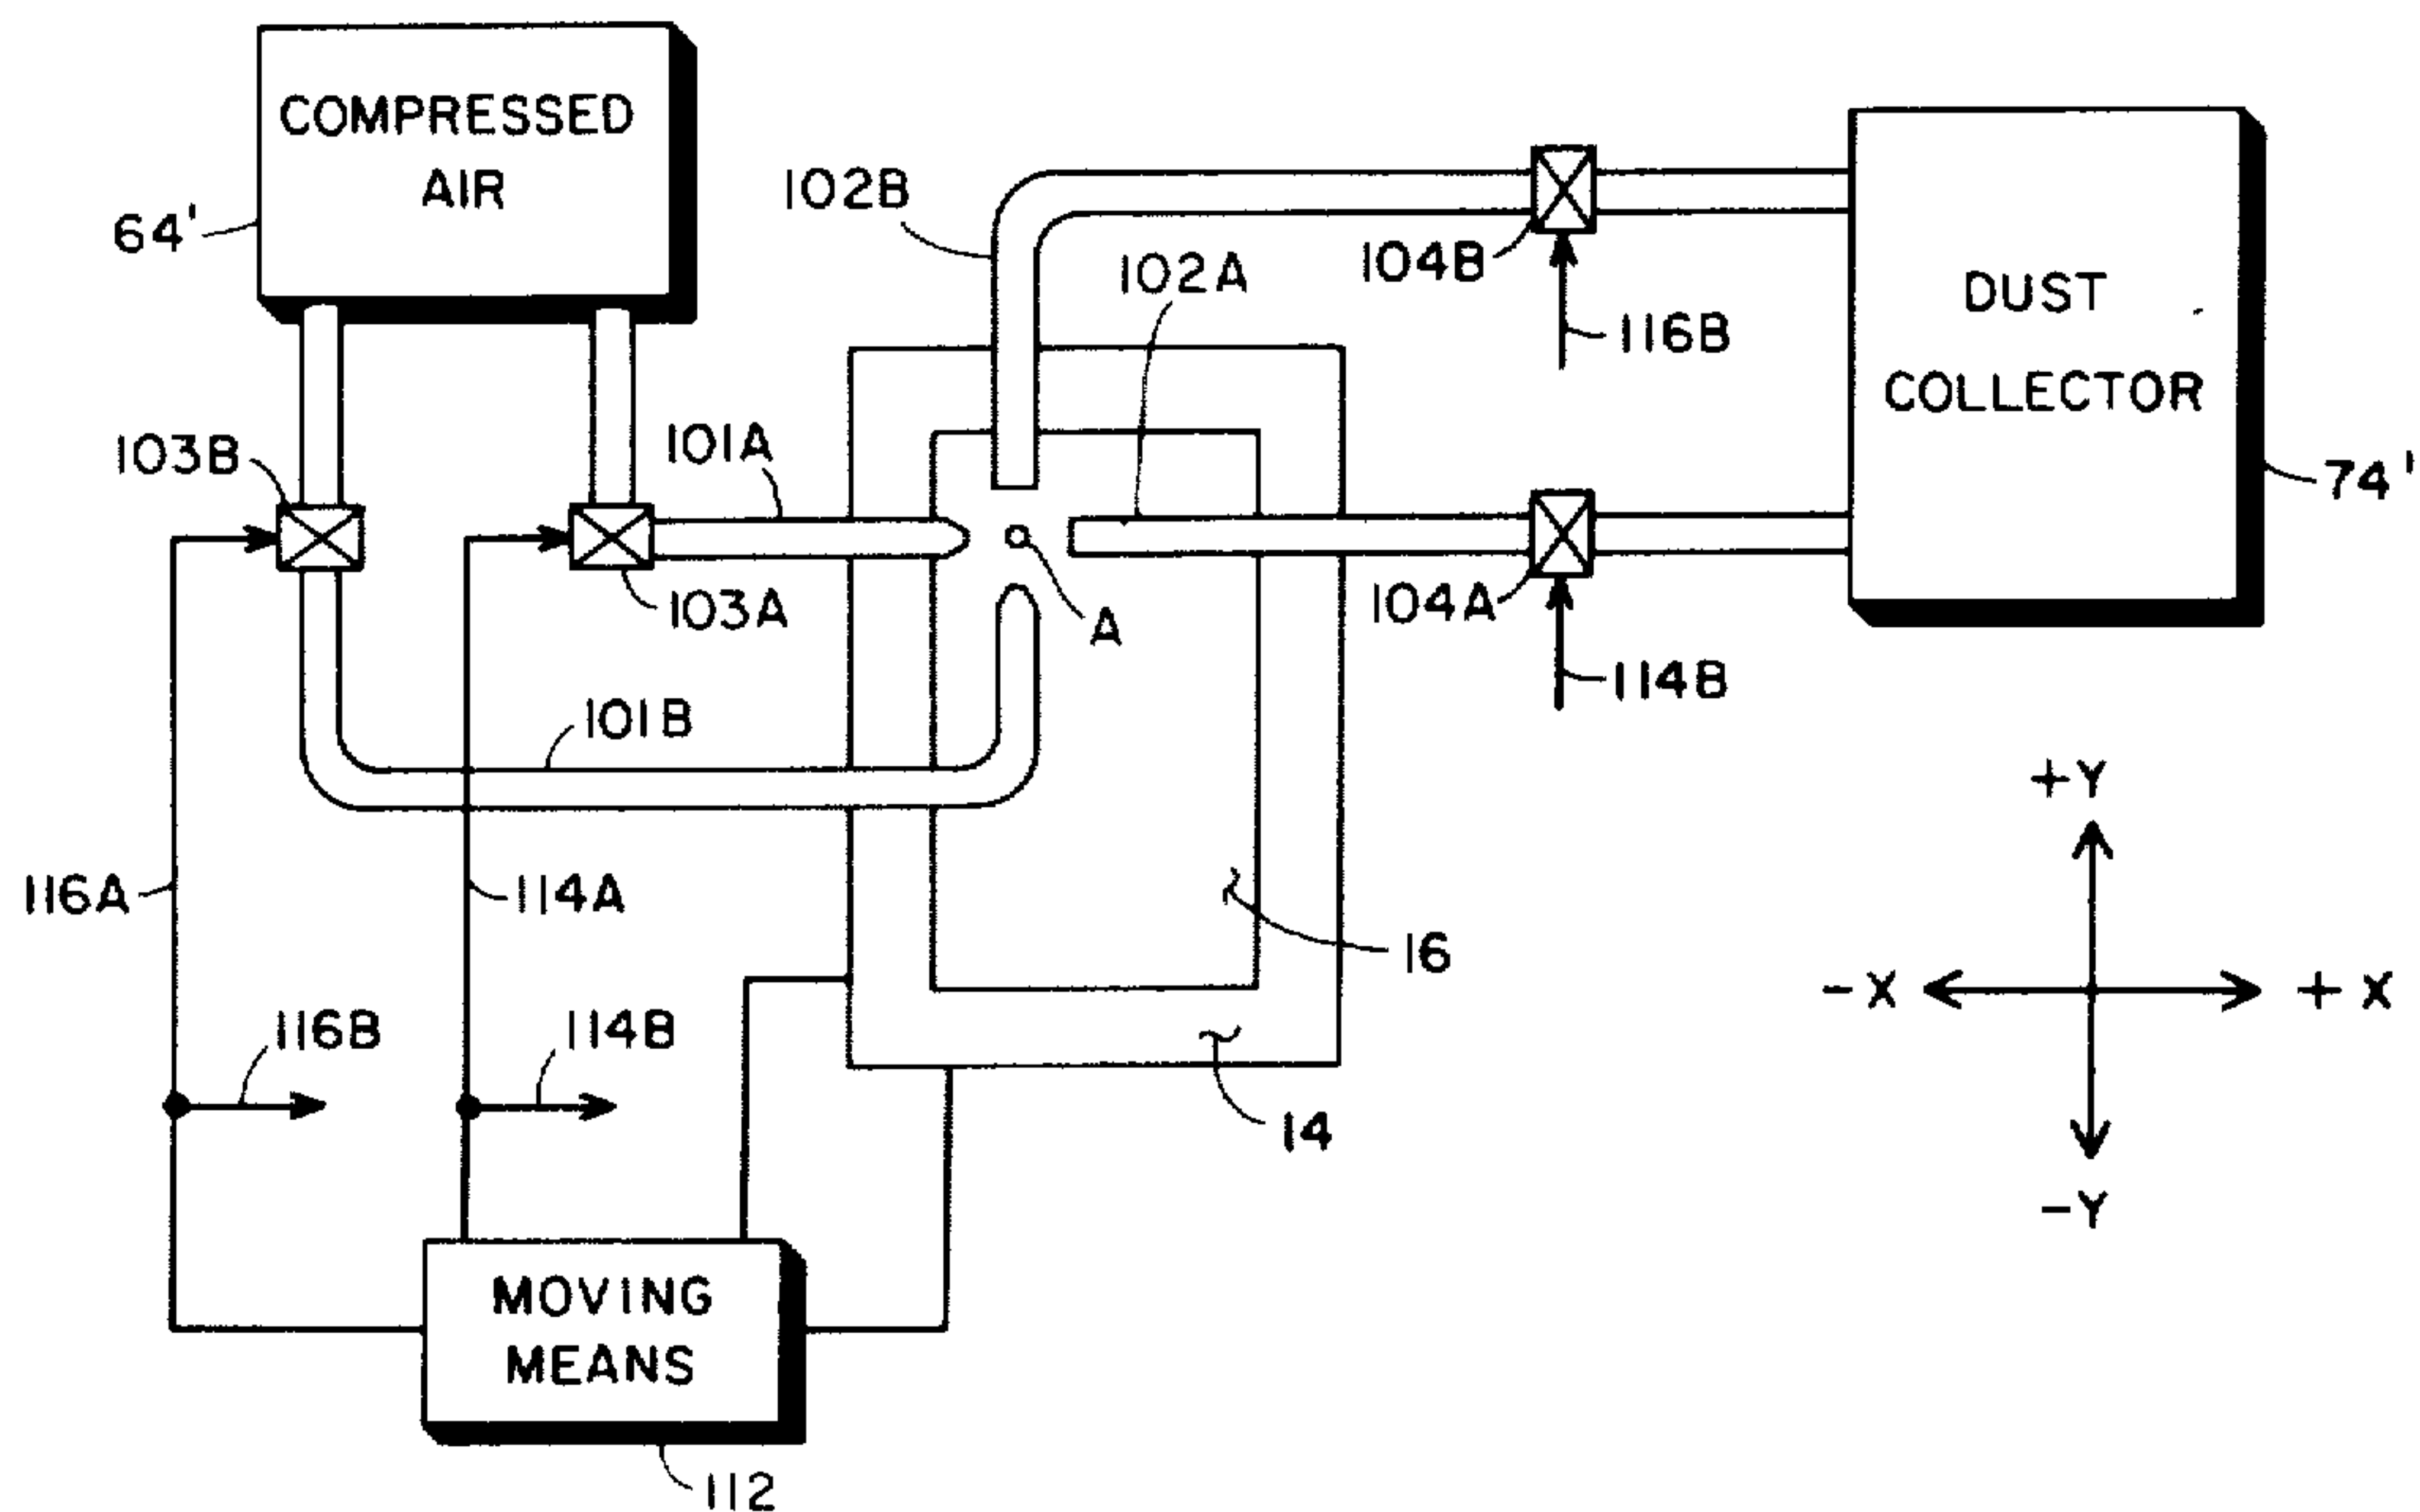 COMPRESSED
AIR
64'
102B
104B
102A
116B
DUST
COLLECTOR
74'
103B
101A
103A
A
104A
114B
101B
+Y
116A
114A
16
-X
+X
116B
114B
14
-Y
MOVING
MEANS
112